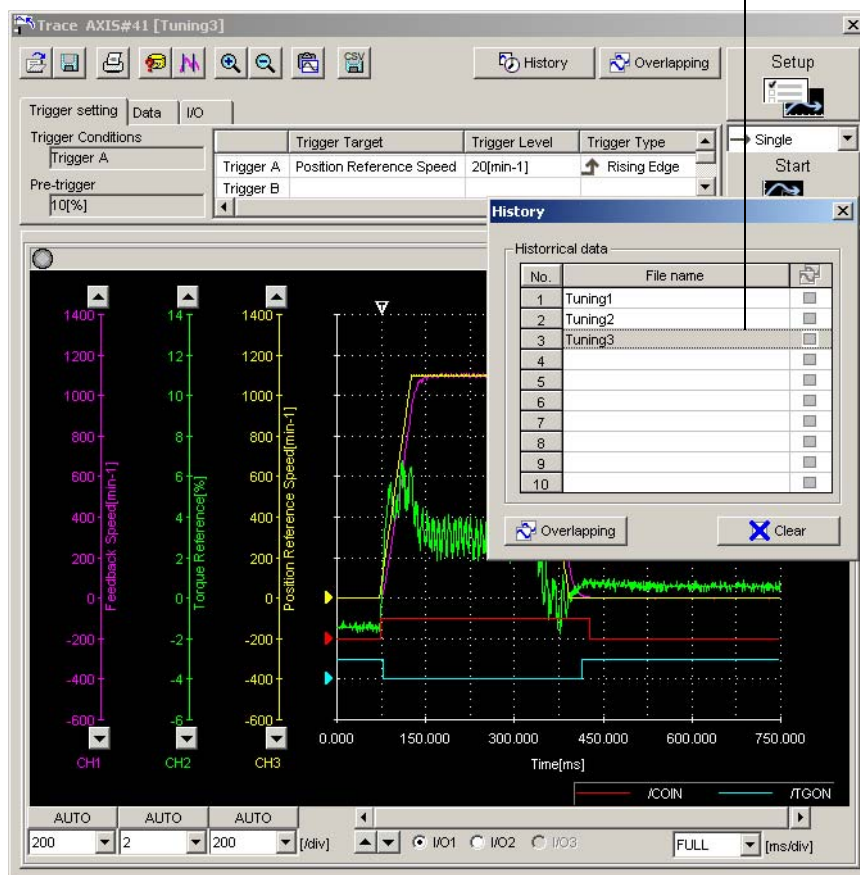 Trace AXIS#41 [Tuning3]
CSV
History
Overlapping
Setup
Trigger setting
Data
I/O
Single
Start
Trigger Conditions
Trigger A
Pre-trigger
10[%]
Trigger Target
Trigger Level
Trigger Type
Trigger A
Position Reference Speed
20[min-1]
Rising Edge
Trigger B
History
Historrical data
No.
File name
1
Tuning1
2
Tuning2
3
Tuning3
4
5
6
7
8
9
10
Overlapping
Clear
T
1400
1200
1000
800
600
400
200
0
-200
-400
-600
Feedback Speed[min-1]
CH1
14
12
10
8
6
4
2
0
-2
-4
-6
Torque Reference[%]
CH2
1400
1200
1000
800
600
400
200
0
-200
-400
-600
Position Reference Speed[min-1]
CH3
0.000
150.000
300.000
450.000
600.000
750.000
Time[ms]
/COIN
/TGON
AUTO
AUTO
AUTO
200
2
200
[/div]
I/O1
I/O2
I/O3
FULL
[ms/div]